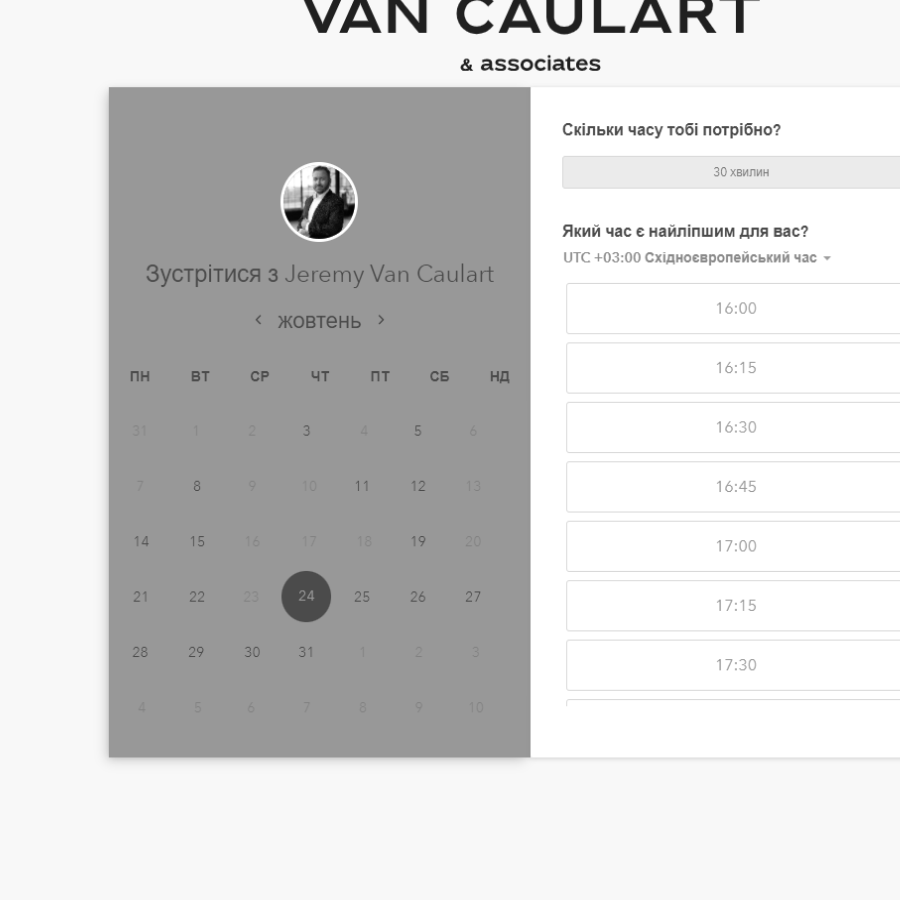 VAN CAULART
& associates
Зустрітися з Jeremy Van Caulart
жовтень
ПН ВТ СР ЧТ ПТ СБ НД
31 1 2 3 4 5 6
7 8 9 10 11 12 13
14 15 16 17 18 19 20
21 22 23 24 25 26 27
28 29 30 31 1 2 3
4 5 6 7 8 9 10
Скільки часу тобі потрібно?
30 хвилин
Який час є найліпшим для вас?
UTC +03:00 Східноєвропейський час
16:00
16:15
16:30
16:45
17:00
17:15
17:30